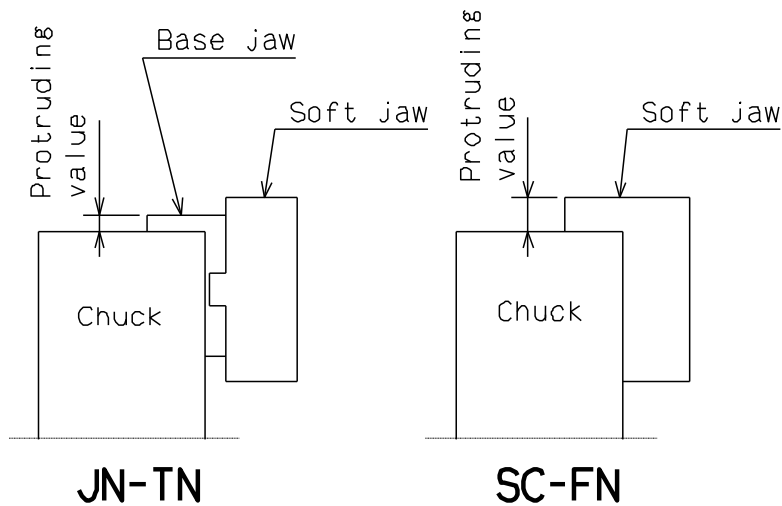 Protruding
value
Base jaw
Soft jaw
Chuck
JN-TN
Protruding
value
Soft jaw
Chuck
SC-FN